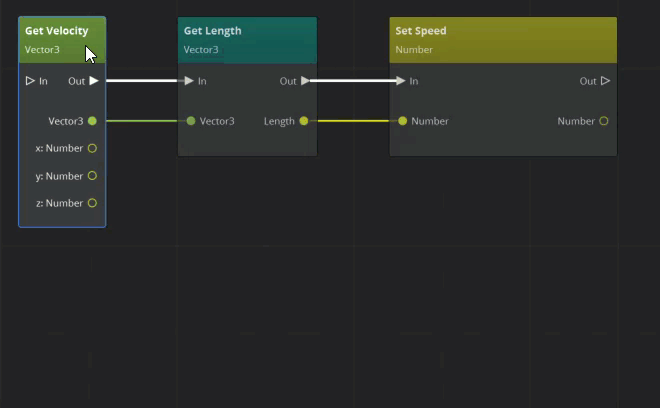 Get Velocity
Vector3
In Out
Vector3
x: Number
y: Number
z: Number
Get Length
Vector3
In Out
Vector3 Length
Set Speed
Number
In Out
Number Number